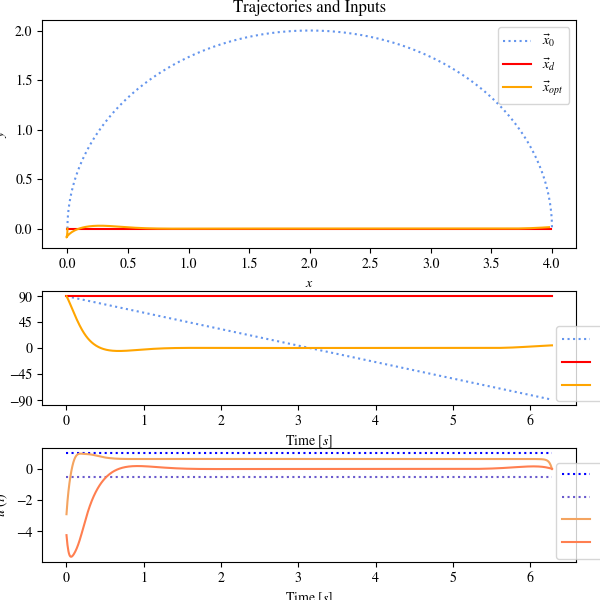 Trajectories and Inputs
2.0
1.5
1.0
0.5
0.0
x⃗₀
x⃗_d
x⃗_opt
0.0 0.5 1.0 1.5 2.0 2.5 3.0 3.5 4.0
x
90
45
0
−45
−90
0 1 2 3 4 5 6
Time [s]
0
−2
−4
0 1 2 3 4 5 6
Time [s]